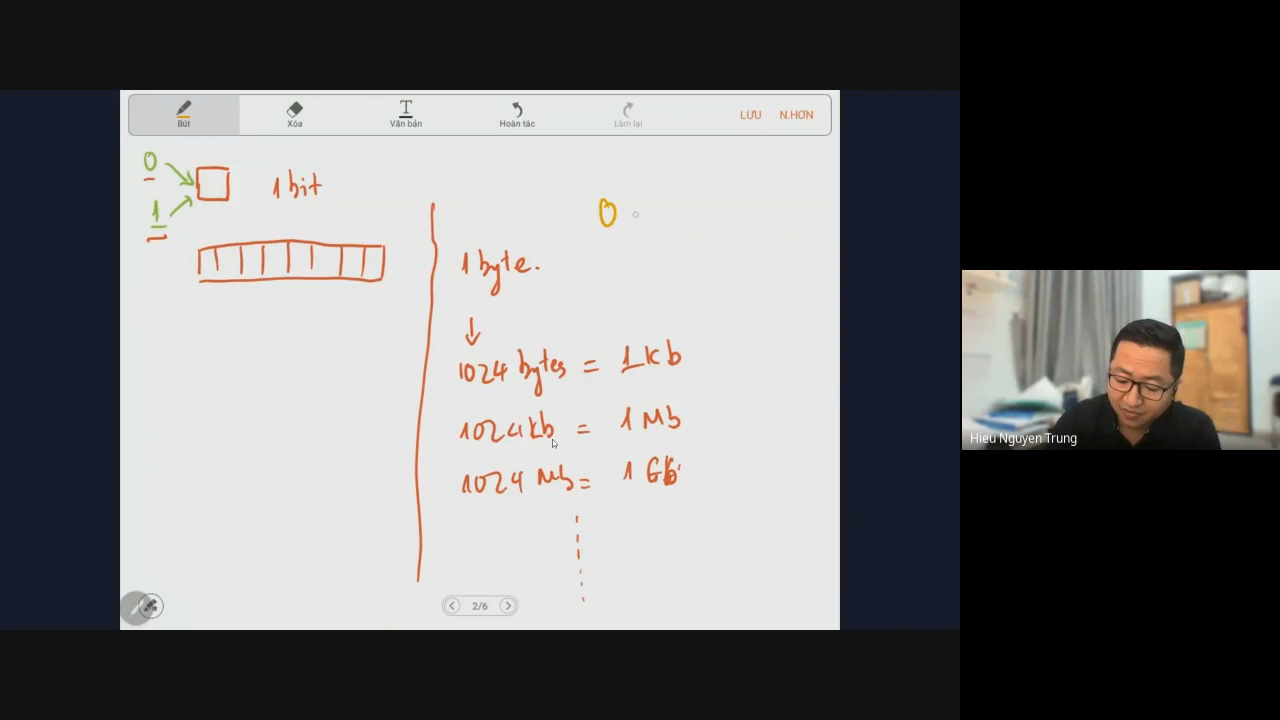 Bút Xóa Văn bản Hoàn tác Làm lại LƯU N.HƠN
0
1
1 bit
0
1 byte.
1024 bytes = 1 kb
1024 kb = 1 Mb
1024 Mb = 1 Gb
2/6
Hieu Nguyen Trung